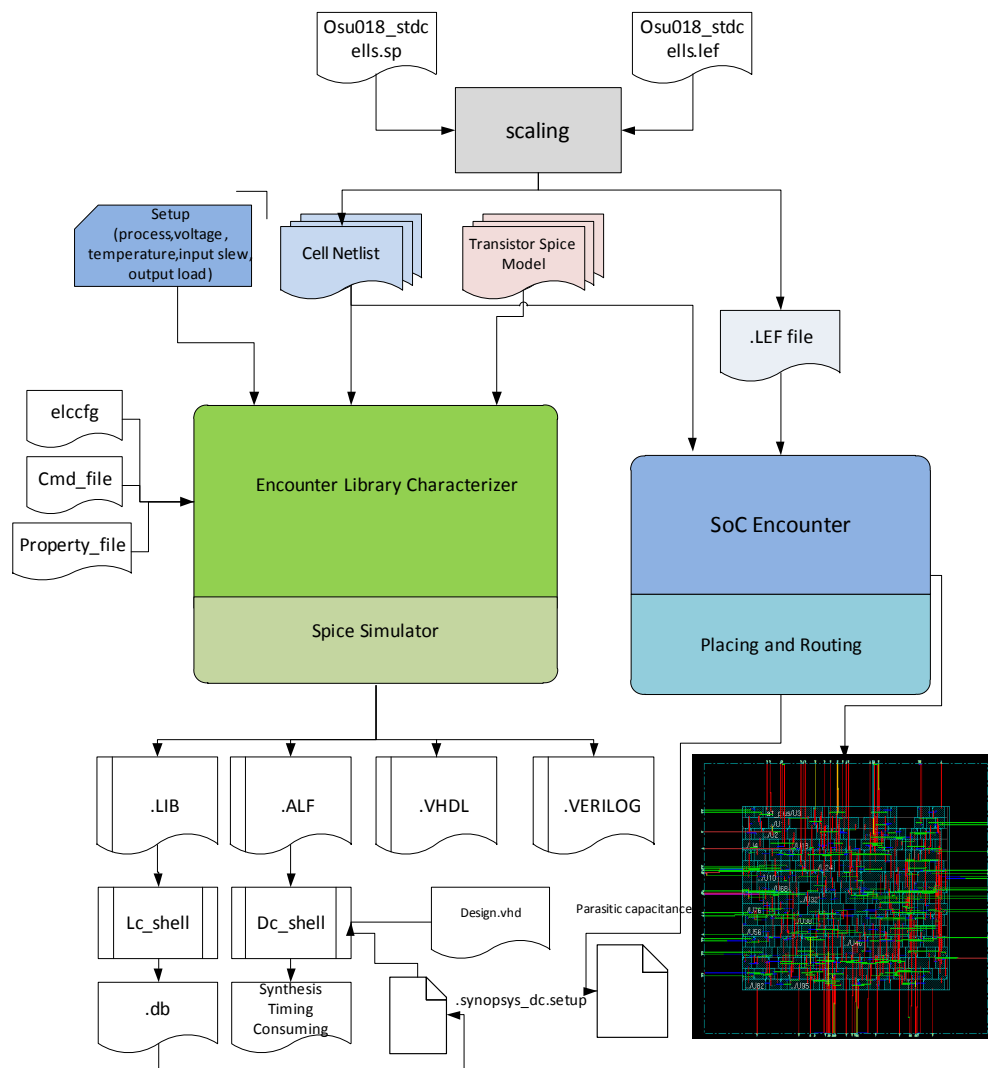 Osu018_stdc
ells.sp
Osu018_stdc
ells.lef
scaling
Setup
(process,voltage,
temperature,input slew,
output load)
Cell Netlist
Transistor Spice
Model
.LEF file
elccfg
Cmd_file
Property_file
Encounter Library Characterizer
SoC Encounter
Spice Simulator
Placing and Routing
.LIB
.ALF
.VHDL
.VERILOG
Lc_shell
Dc_shell
Design.vhd
Parasitic capacitance
.db
Synthesis
Timing
Consuming
.synopsys_dc.setup